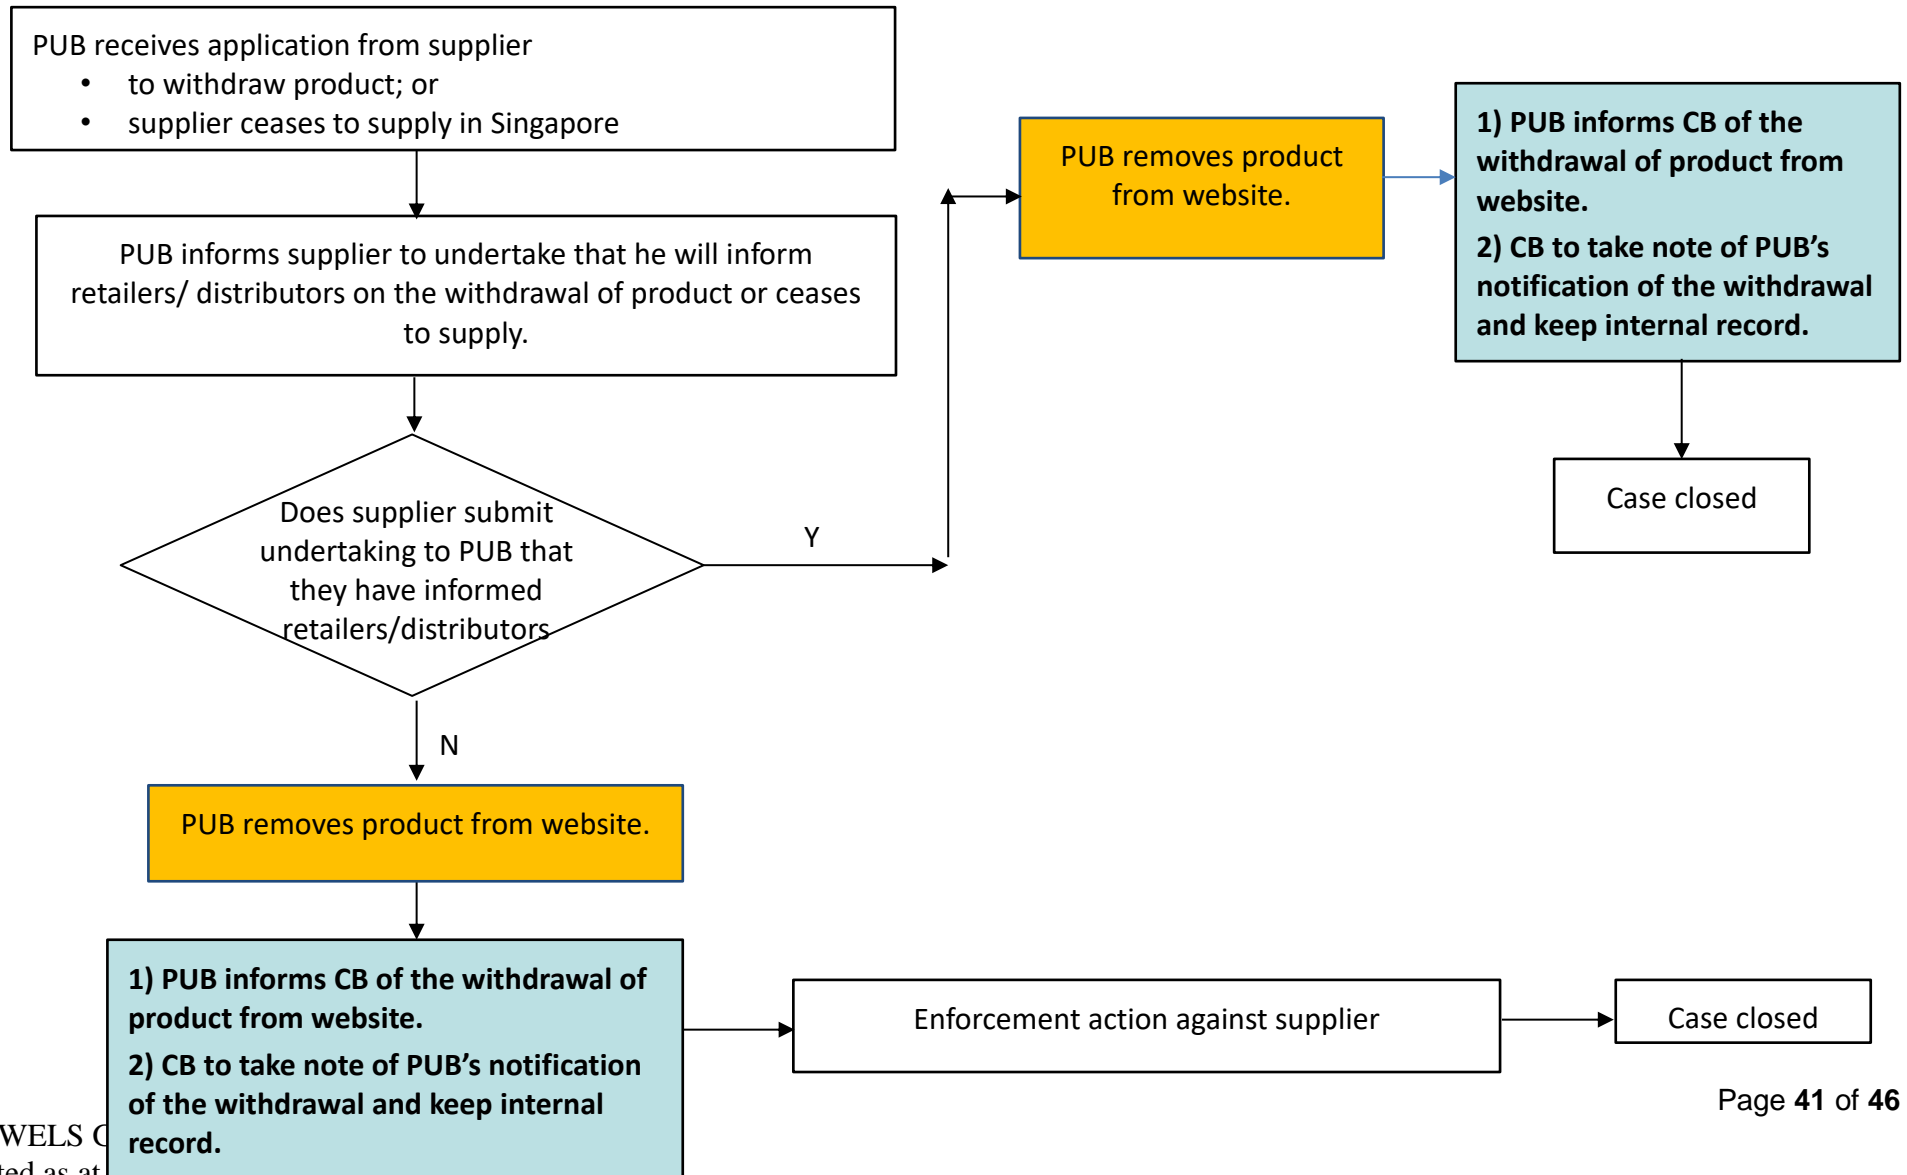 PUB receives application from supplier
• to withdraw product; or
• supplier ceases to supply in Singapore
PUB informs supplier to undertake that he will inform
retailers/ distributors on the withdrawal of product or ceases
to supply.
Does supplier submit
undertaking to PUB that
they have informed
retailers/distributors
Y
PUB removes product
from website.
1) PUB informs CB of the
withdrawal of product from
website.
2) CB to take note of PUB’s
notification of the withdrawal
and keep internal record.
Case closed
N
PUB removes product from website.
1) PUB informs CB of the withdrawal of
product from website.
2) CB to take note of PUB’s notification
of the withdrawal and keep internal
record.
Enforcement action against supplier
Case closed
Page 41 of 46
WELS
as at